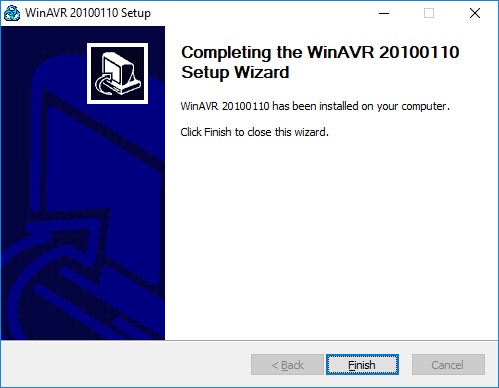 WinAVR 20100110 Setup
Completing the WinAVR 20100110
Setup Wizard
WinAVR 20100110 has been installed on your computer.
Click Finish to close this wizard.
< Back
Finish
Cancel